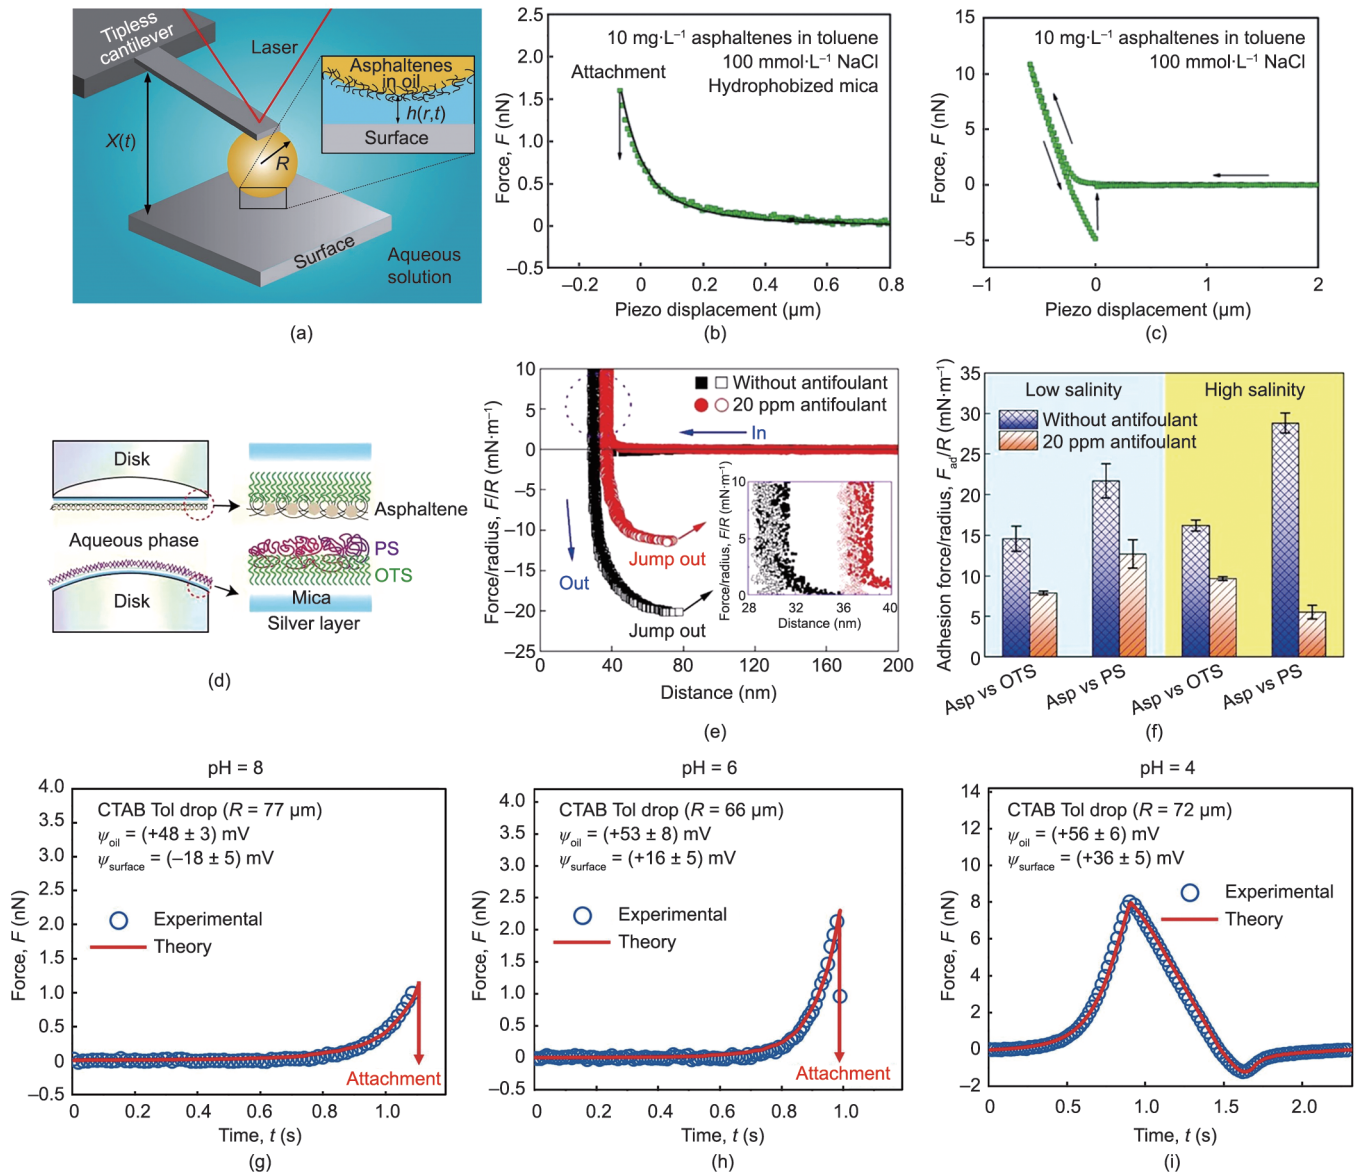 Tipless
cantilever
Laser
Asphaltenes
in oil
h(r,t)
Surface
X(t)
R
Surface
Aqueous
solution
(a)
Force, F (nN)
2.5
2.0
1.5
1.0
0.5
0
–0.5
10 mg·L⁻¹ asphaltenes in toluene
100 mmol·L⁻¹ NaCl
Hydrophobized mica
Attachment
–0.2 0 0.2 0.4 0.6 0.8
Piezo displacement (μm)
(b)
Force, F (nN)
15
10
5
0
–5
10 mg·L⁻¹ asphaltenes in toluene
100 mmol·L⁻¹ NaCl
–1 0 1 2
Piezo displacement (μm)
(c)
Disk
Aqueous phase
Disk
Asphaltene
PS
OTS
Mica
Silver layer
(d)
Force/radius, F/R (mN·m⁻¹)
10
5
0
–5
–10
–15
–20
–25
Without antifoulant
20 ppm antifoulant
In
Out
Jump out
Jump out
Force/radius, F/R (mN·m⁻¹)
10
5
0
28 32 36 40
Distance (nm)
0 40 80 120 160 200
Distance (nm)
(e)
Adhesion force/radius, Fad/R (mN·m⁻¹)
35
30
25
20
15
10
5
0
Low salinity High salinity
Without antifoulant
20 ppm antifoulant
Asp vs OTS Asp vs PS Asp vs OTS Asp vs PS
(f)
pH = 8
Force, F (nN)
4.0
3.5
3.0
2.5
2.0
1.5
1.0
0.5
0
–0.5
CTAB Tol drop (R = 77 μm)
ψoil = (+48 ± 3) mV
ψsurface = (–18 ± 5) mV
Experimental
Theory
Attachment
0 0.2 0.4 0.6 0.8 1.0
Time, t (s)
(g)
pH = 6
Force, F (nN)
4.0
3.5
3.0
2.5
2.0
1.5
1.0
0.5
0
–0.5
CTAB Tol drop (R = 66 μm)
ψoil = (+53 ± 8) mV
ψsurface = (+16 ± 5) mV
Experimental
Theory
Attachment
0 0.2 0.4 0.6 0.8 1.0
Time, t (s)
(h)
pH = 4
Force, F (nN)
14
12
10
8
6
4
2
0
–2
CTAB Tol drop (R = 72 μm)
ψoil = (+56 ± 6) mV
ψsurface = (+36 ± 5) mV
Experimental
Theory
0 0.5 1.0 1.5 2.0
Time, t (s)
(i)